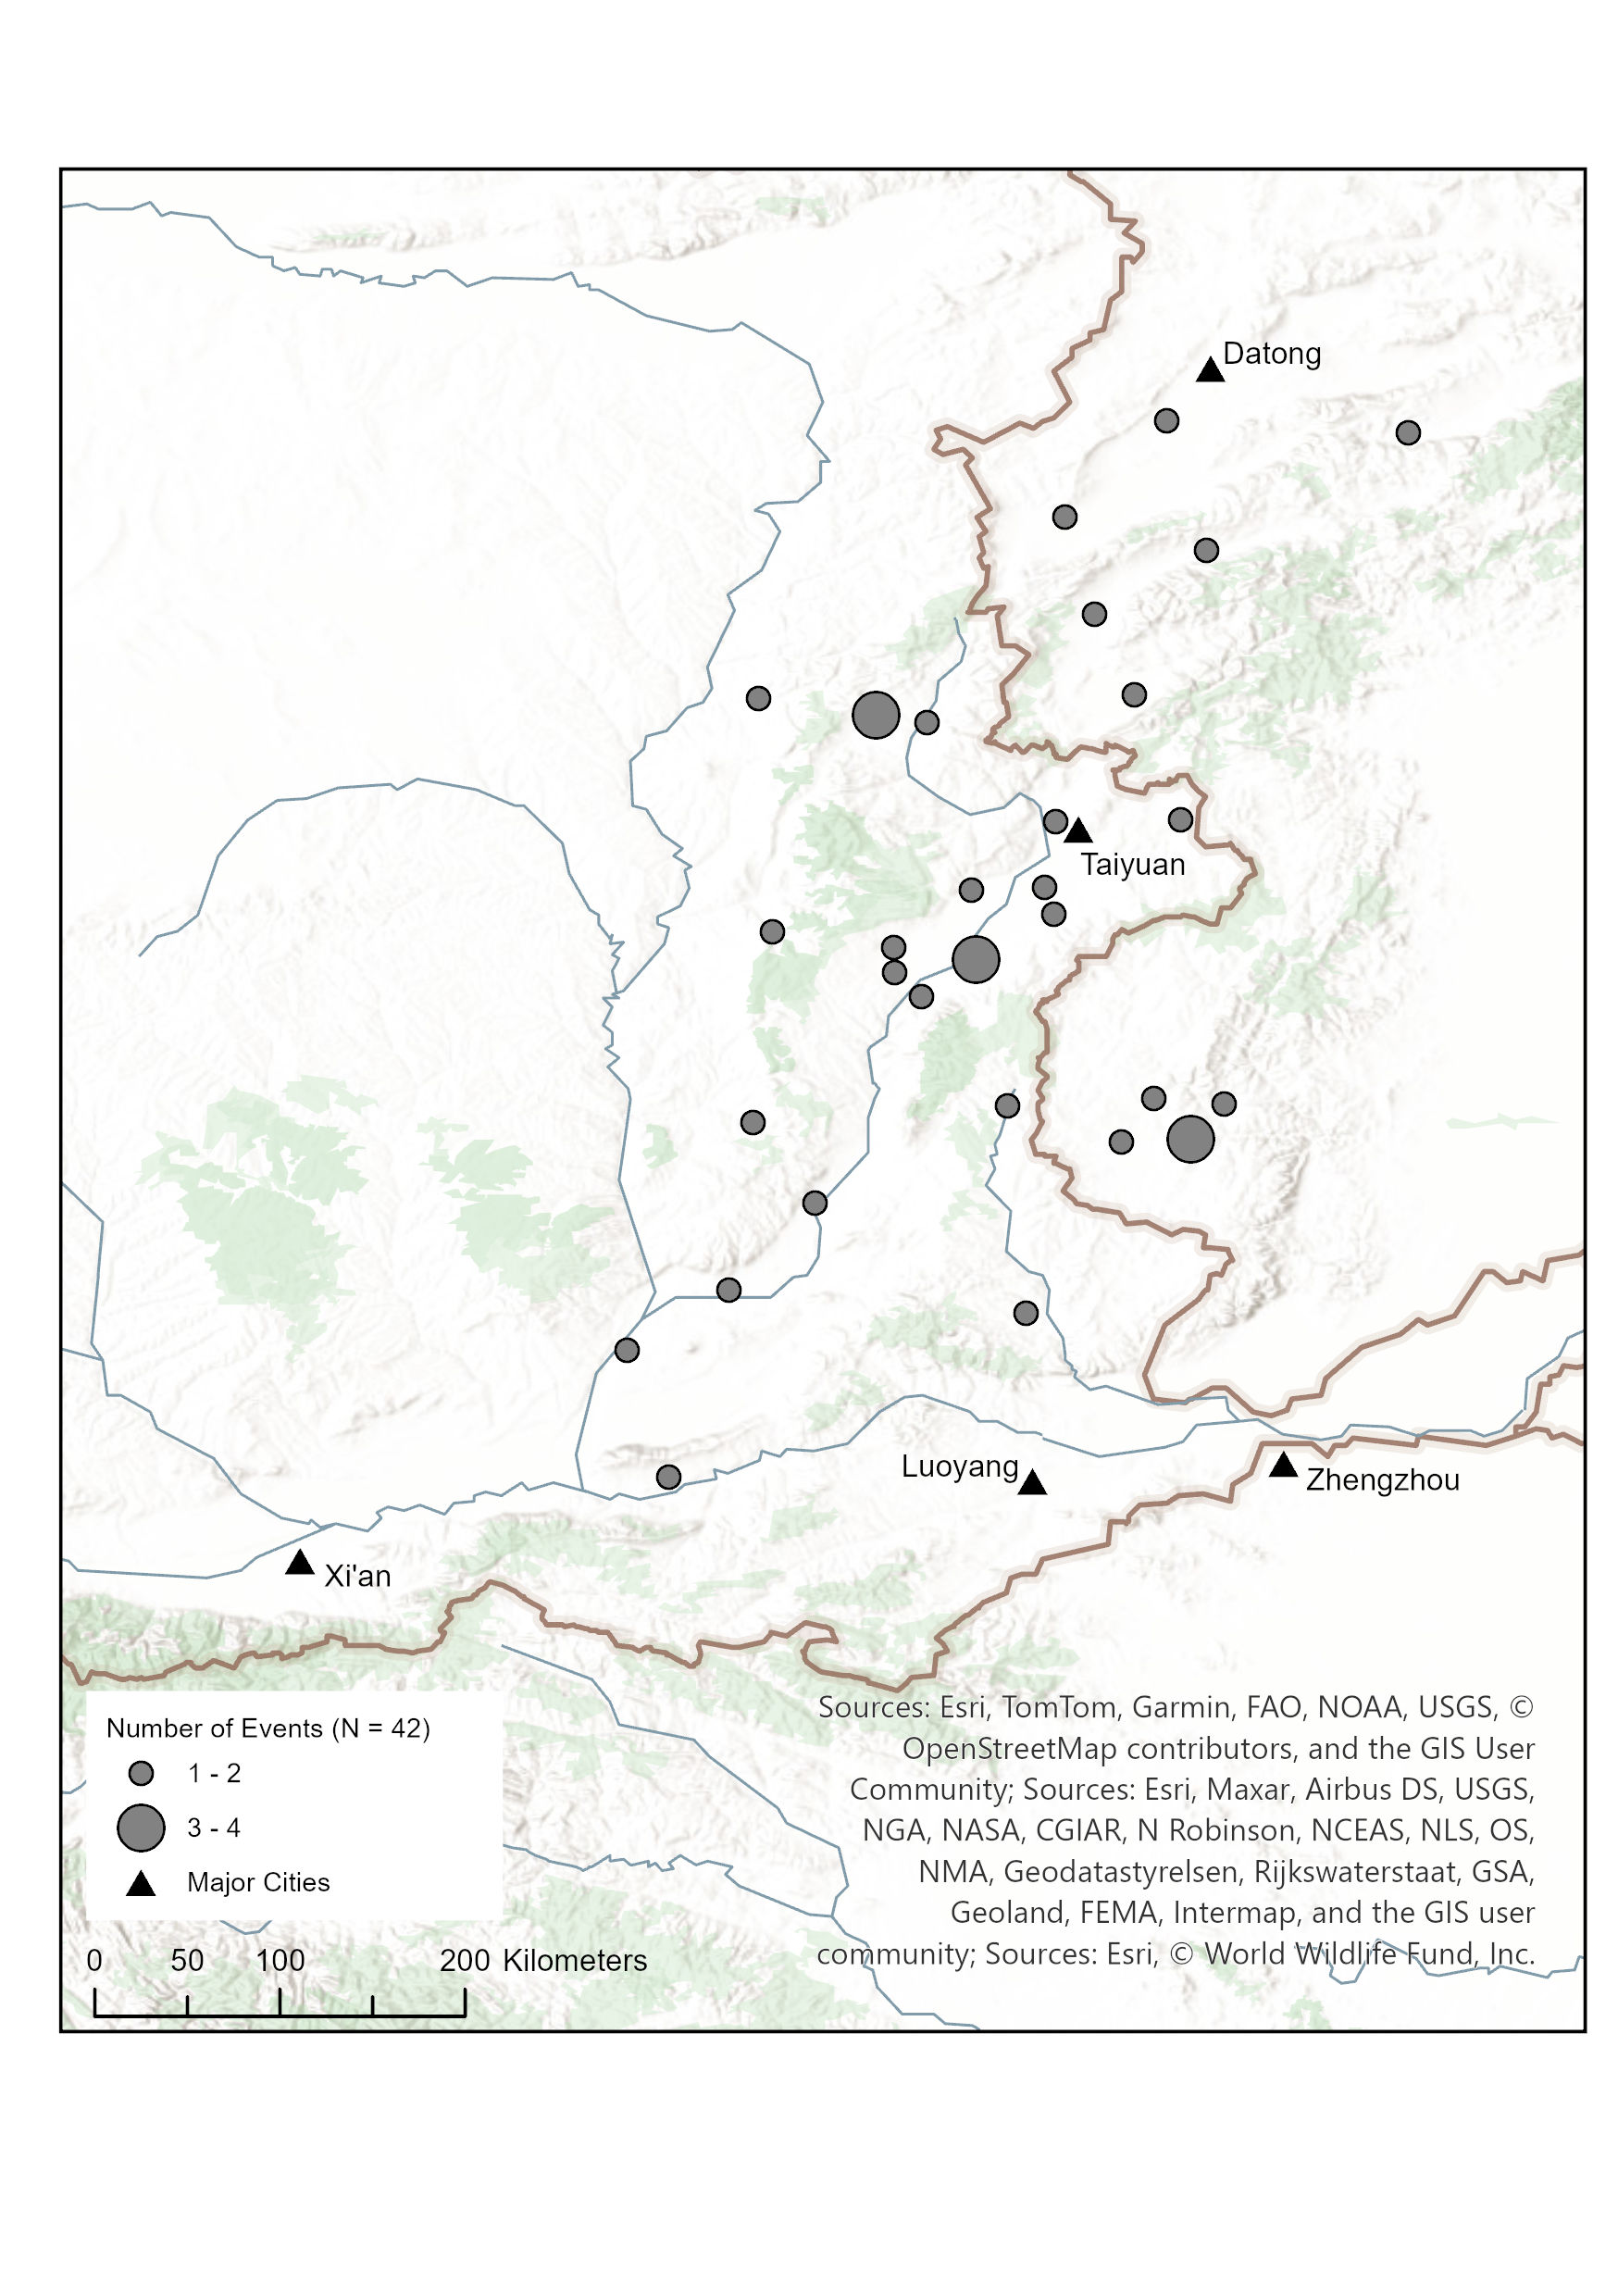 Datong
Taiyuan
Luoyang
Zhengzhou
Xi'an
Number of Events (N = 42)
1 - 2
3 - 4
Major Cities
0 50 100 200 Kilometers
Sources: Esri, TomTom, Garmin, FAO, NOAA, USGS, ©
OpenStreetMap contributors, and the GIS User
Community; Sources: Esri, Maxar, Airbus DS, USGS,
NGA, NASA, CGIAR, N Robinson, NCEAS, NLS, OS,
NMA, Geodatastyrelsen, Rijkswaterstaat, GSA,
Geoland, FEMA, Intermap, and the GIS user
community; Sources: Esri, © World Wildlife Fund, Inc.